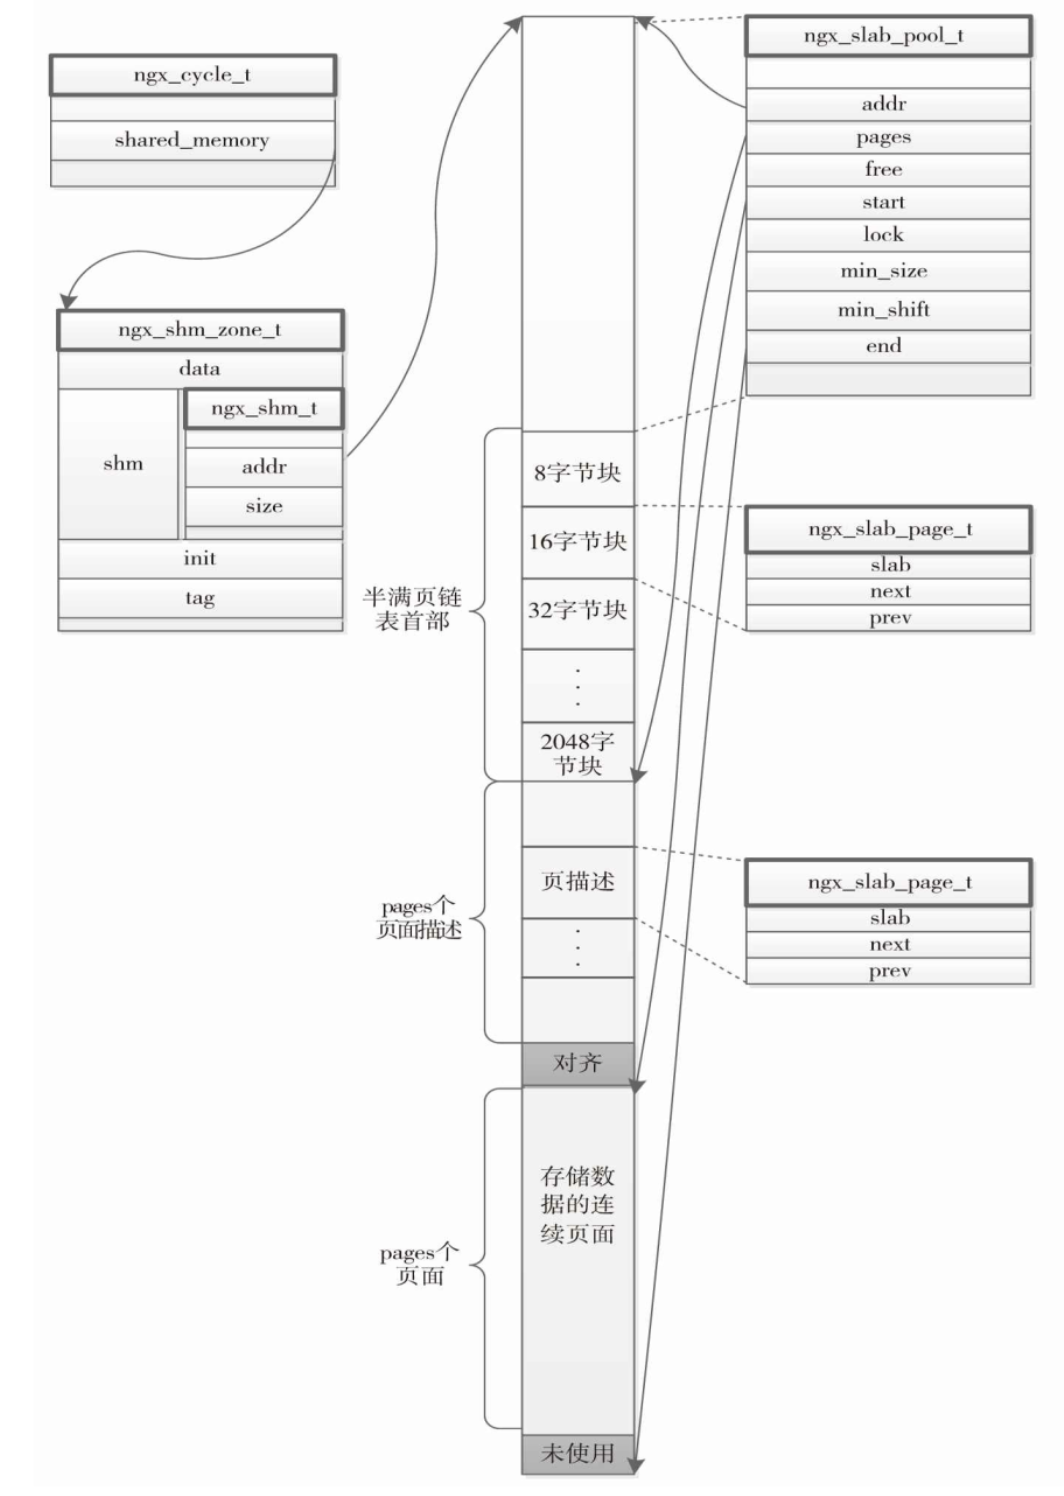 ngx_cycle_t
shared_memory
ngx_shm_zone_t
data
shm
ngx_shm_t
addr
size
init
tag
半满页链
表首部
8字节块
16字节块
32字节块
2048字
节块
pages个
页面描述
页描述
对齐
pages个
页面
存储数
据的连
续页面
未使用
ngx_slab_pool_t
addr
pages
free
start
lock
min_size
min_shift
end
ngx_slab_page_t
slab
next
prev
ngx_slab_page_t
slab
next
prev